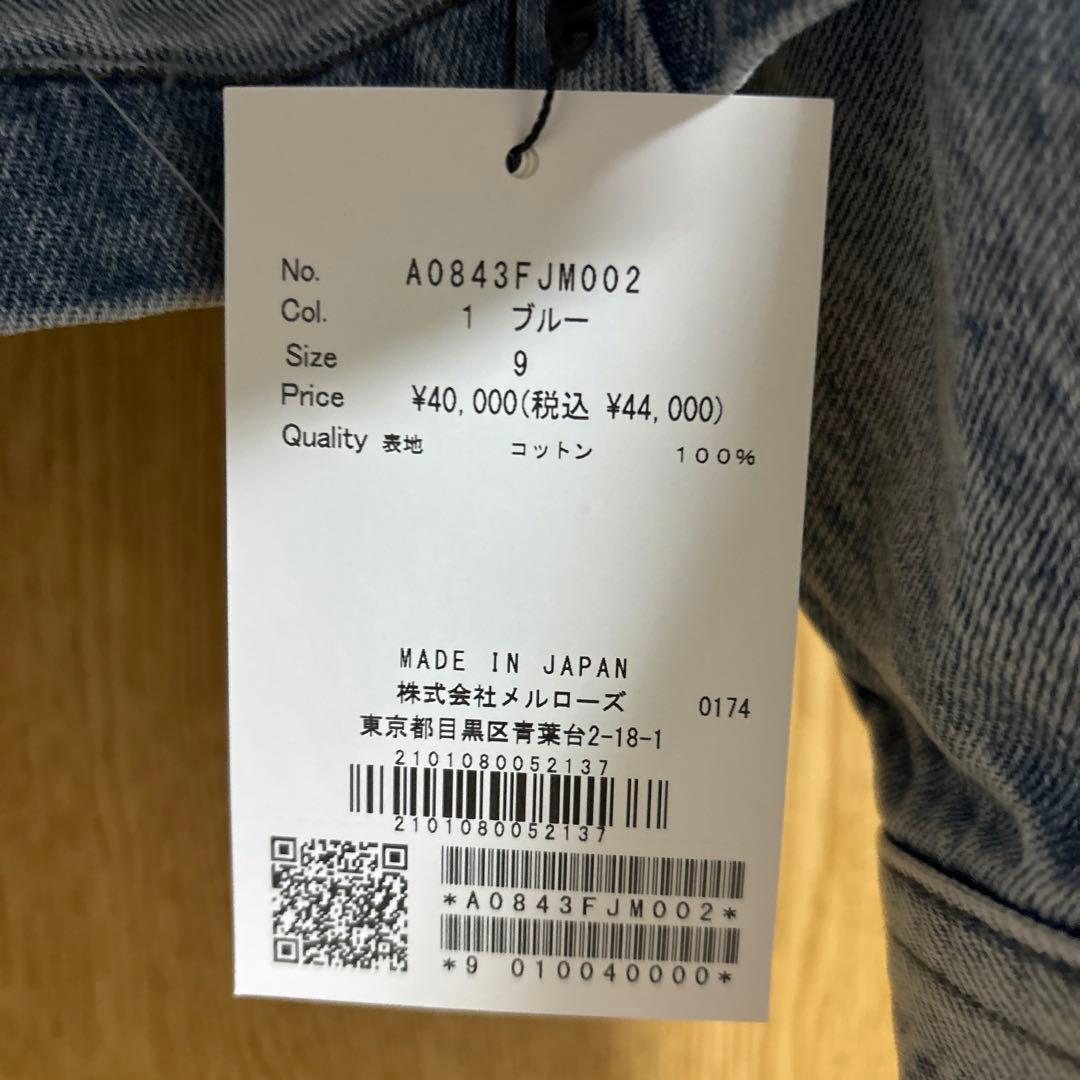 No. A0843FJM002
Col. 1 ブルー
Size 9
Price ¥40,000(税込 ¥44,000)
Quality 表地 コットン 100%
MADE IN JAPAN
株式会社メルローズ 0174
東京都目黒区青葉台2-18-1
2101080052137
2101080052137
*A0843FJM002*
*9 010040000*